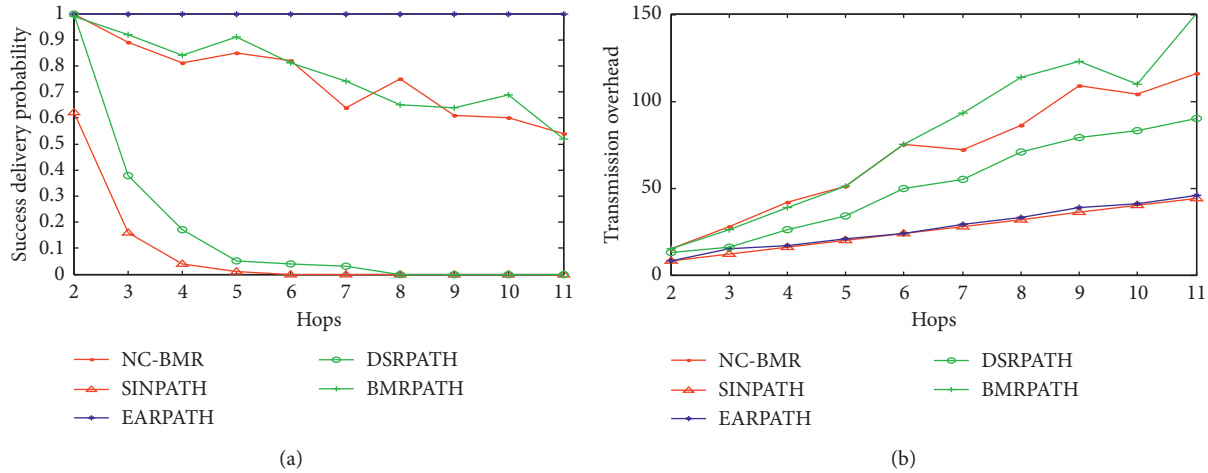 1
0.9
0.8
0.7
0.6
0.5
0.4
0.3
0.2
0.1
0
Success delivery probability
2 3 4 5 6 7 8 9 10 11
Hops
NC-BMR
SINPATH
EARPATH
DSRPATH
BMRPATH
(a)
150
100
50
0
Transmission overhead
2 3 4 5 6 7 8 9 10 11
Hops
NC-BMR
SINPATH
EARPATH
DSRPATH
BMRPATH
(b)